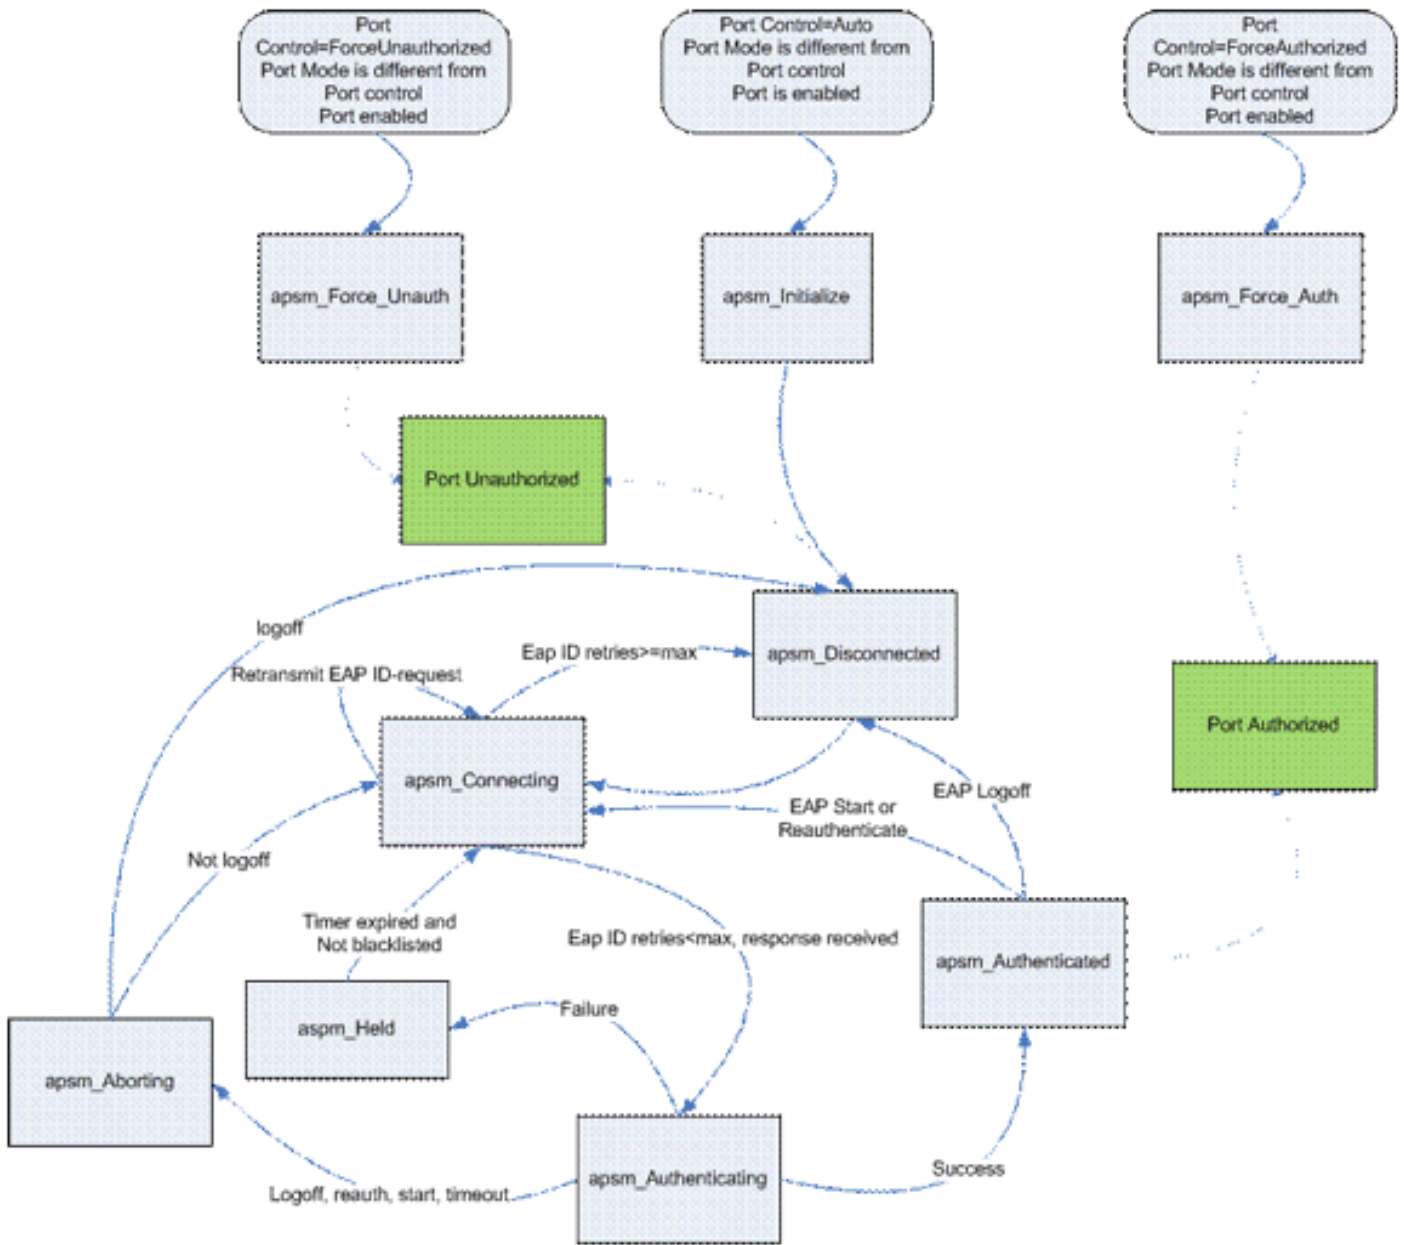 Port
Control=ForceUnauthorized
Port Mode is different from
Port control
Port enabled
Port Control=Auto
Port Mode is different from
Port control
Port is enabled
Port
Control=ForceAuthorized
Port Mode is different from
Port control
Port enabled
apsm_Force_Unauth
apsm_Initialize
apsm_Force_Auth
Port Unauthorized
logoff
Eap ID retries>=max
apsm_Disconnected
Retransmit EAP ID-request
Port Authorized
apsm_Connecting
EAP Logoff
EAP Start or
Reauthenticate
Not logoff
Timer expired and
Not blacklisted
Eap ID retries<max, response received
apsm_Authenticated
Failure
aspm_Held
apsm_Aborting
apsm_Authenticating
Success
Logoff, reauth, start, timeout